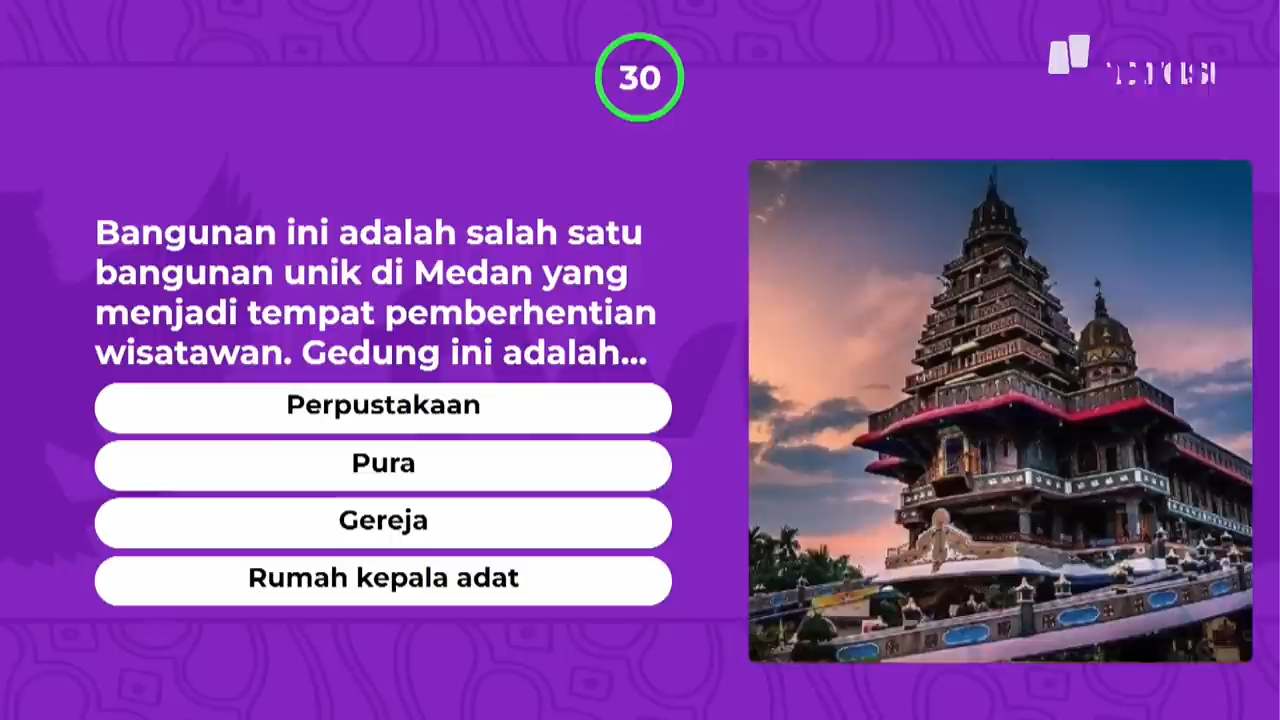 30
Bangunan ini adalah salah satu
bangunan unik di Medan yang
menjadi tempat pemberhentian
wisatawan. Gedung ini adalah...
Perpustakaan
Pura
Gereja
Rumah kepala adat